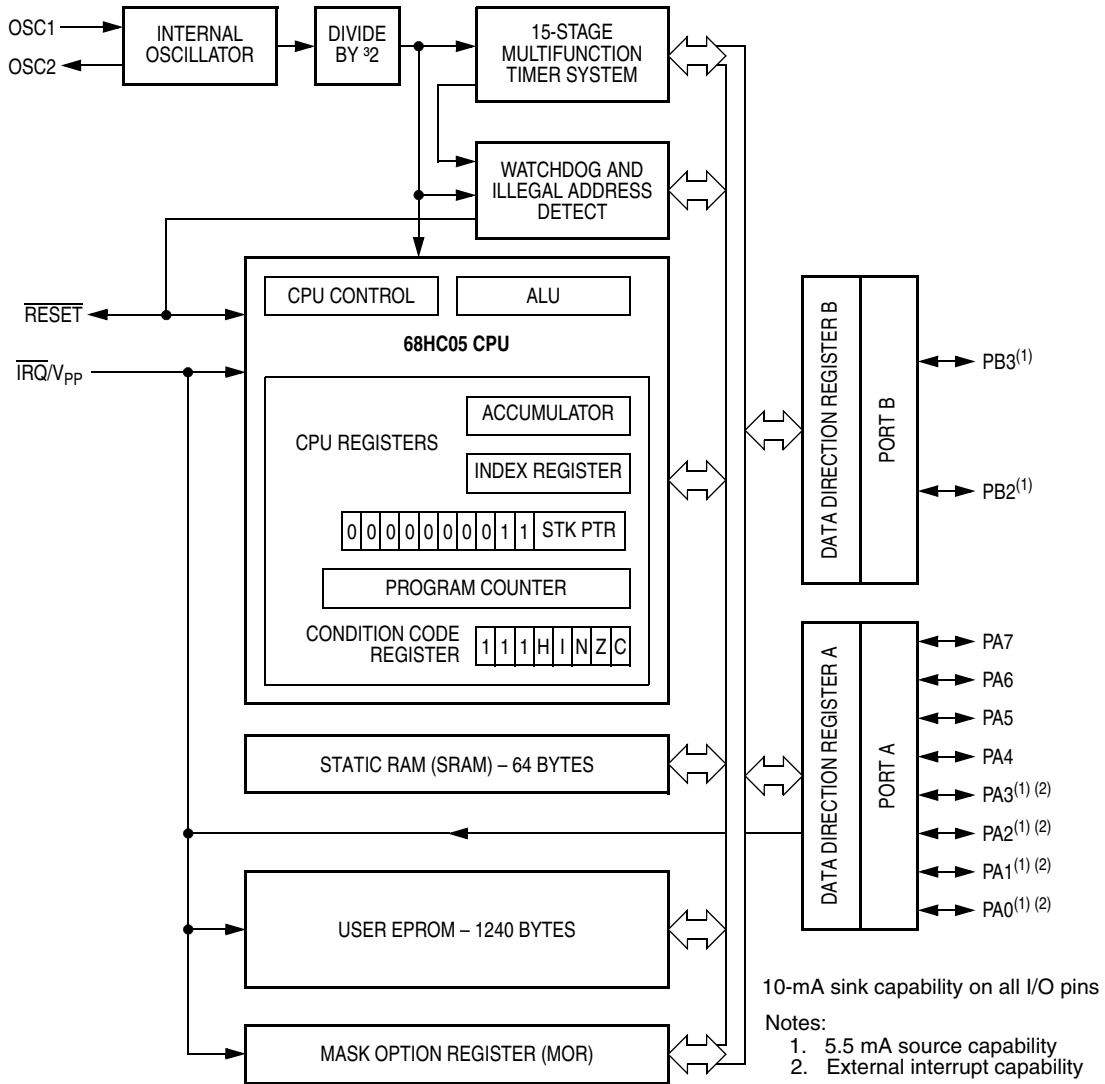 OSC1
OSC2
INTERNAL
OSCILLATOR
DIVIDE
BY ³2
15-STAGE
MULTIFUNCTION
TIMER SYSTEM
WATCHDOG AND
ILLEGAL ADDRESS
DETECT
RESET
IRQ/VPP
CPU CONTROL
ALU
68HC05 CPU
CPU REGISTERS
ACCUMULATOR
INDEX REGISTER
0 0 0 0 0 0 0 0 1 1 STK PTR
PROGRAM COUNTER
CONDITION CODE
REGISTER
1 1 1 H I N Z C
STATIC RAM (SRAM) – 64 BYTES
USER EPROM – 1240 BYTES
MASK OPTION REGISTER (MOR)
DATA DIRECTION REGISTER B
PORT B
PB3(1)
PB2(1)
DATA DIRECTION REGISTER A
PORT A
PA7
PA6
PA5
PA4
PA3(1) (2)
PA2(1) (2)
PA1(1) (2)
PA0(1) (2)
10-mA sink capability on all I/O pins
Notes:
1. 5.5 mA source capability
2. External interrupt capability